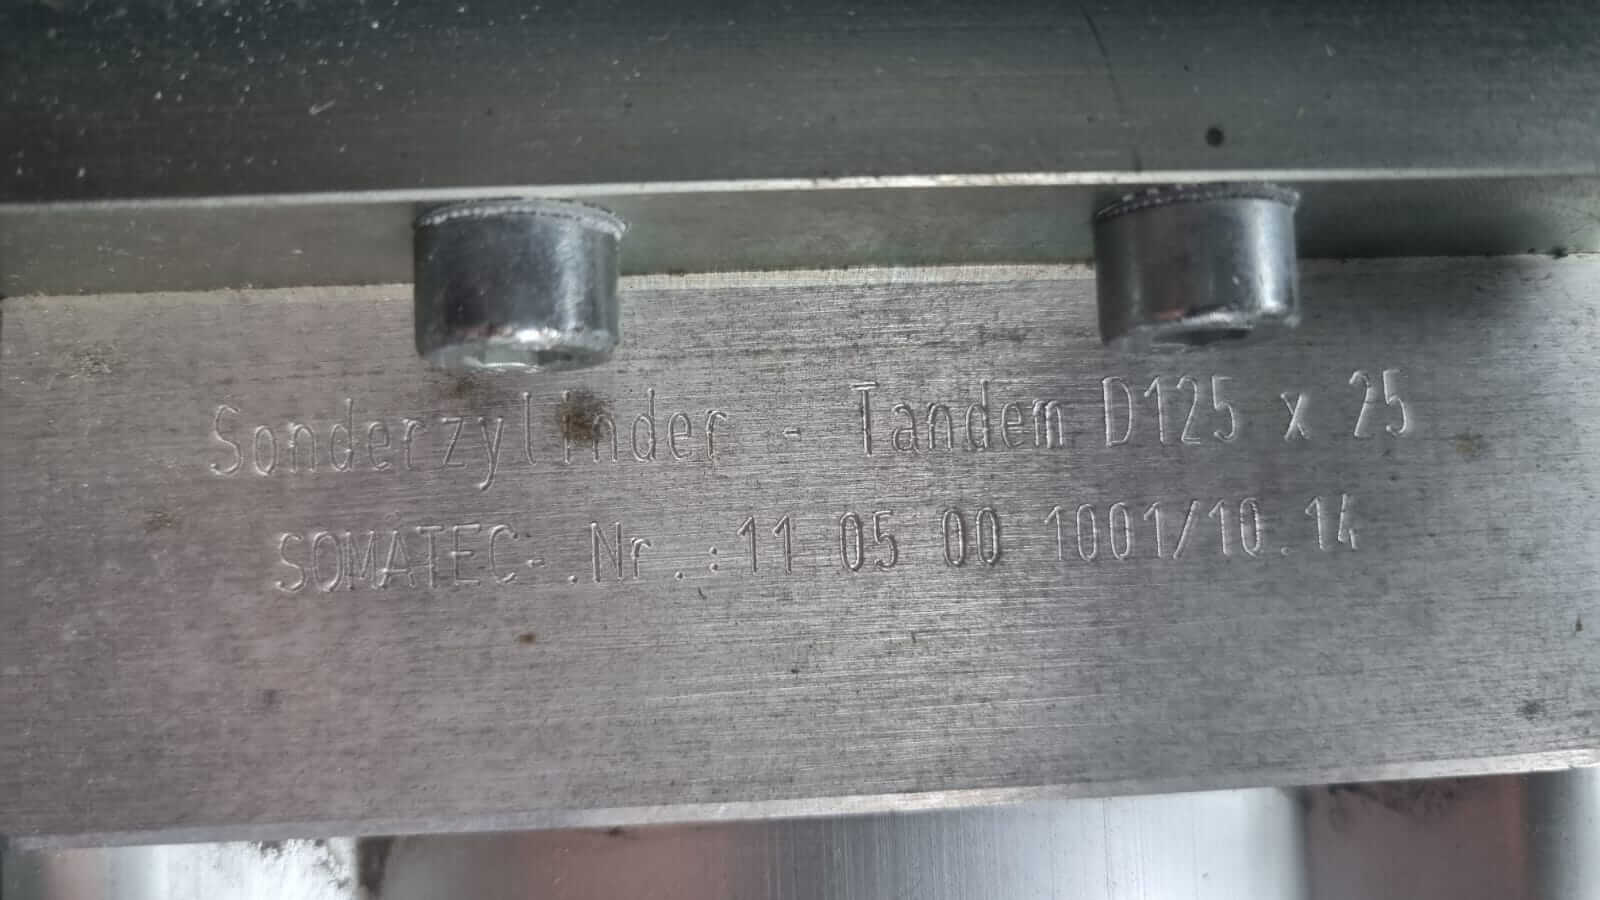 Sonderzylinder - Tandem D125 x 25
SOMATEC-.Nr.:11 05 00 1001/10.14